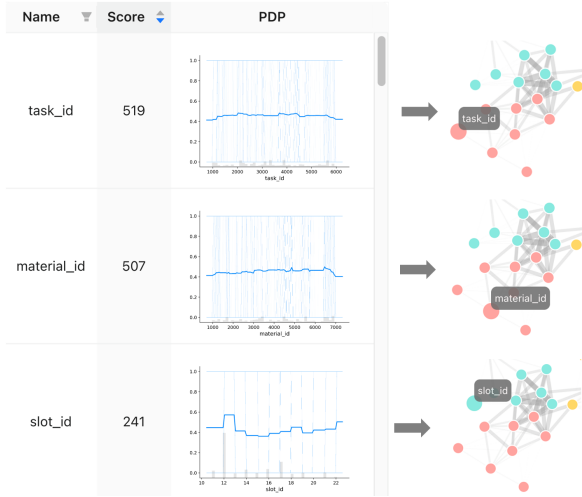 Name Score PDP
task_id 519
1.0
0.8
0.6
0.4
0.2
0.0
1000 2000 3000 4000 5000 6000
task_id
task_id
material_id 507
1.0
0.8
0.6
0.4
0.2
0.0
1000 2000 3000 4000 5000 6000 7000
material_id
material_id
slot_id 241
1.0
0.8
0.6
0.4
0.2
0.0
10 12 14 16 18 20 22
slot_id
slot_id